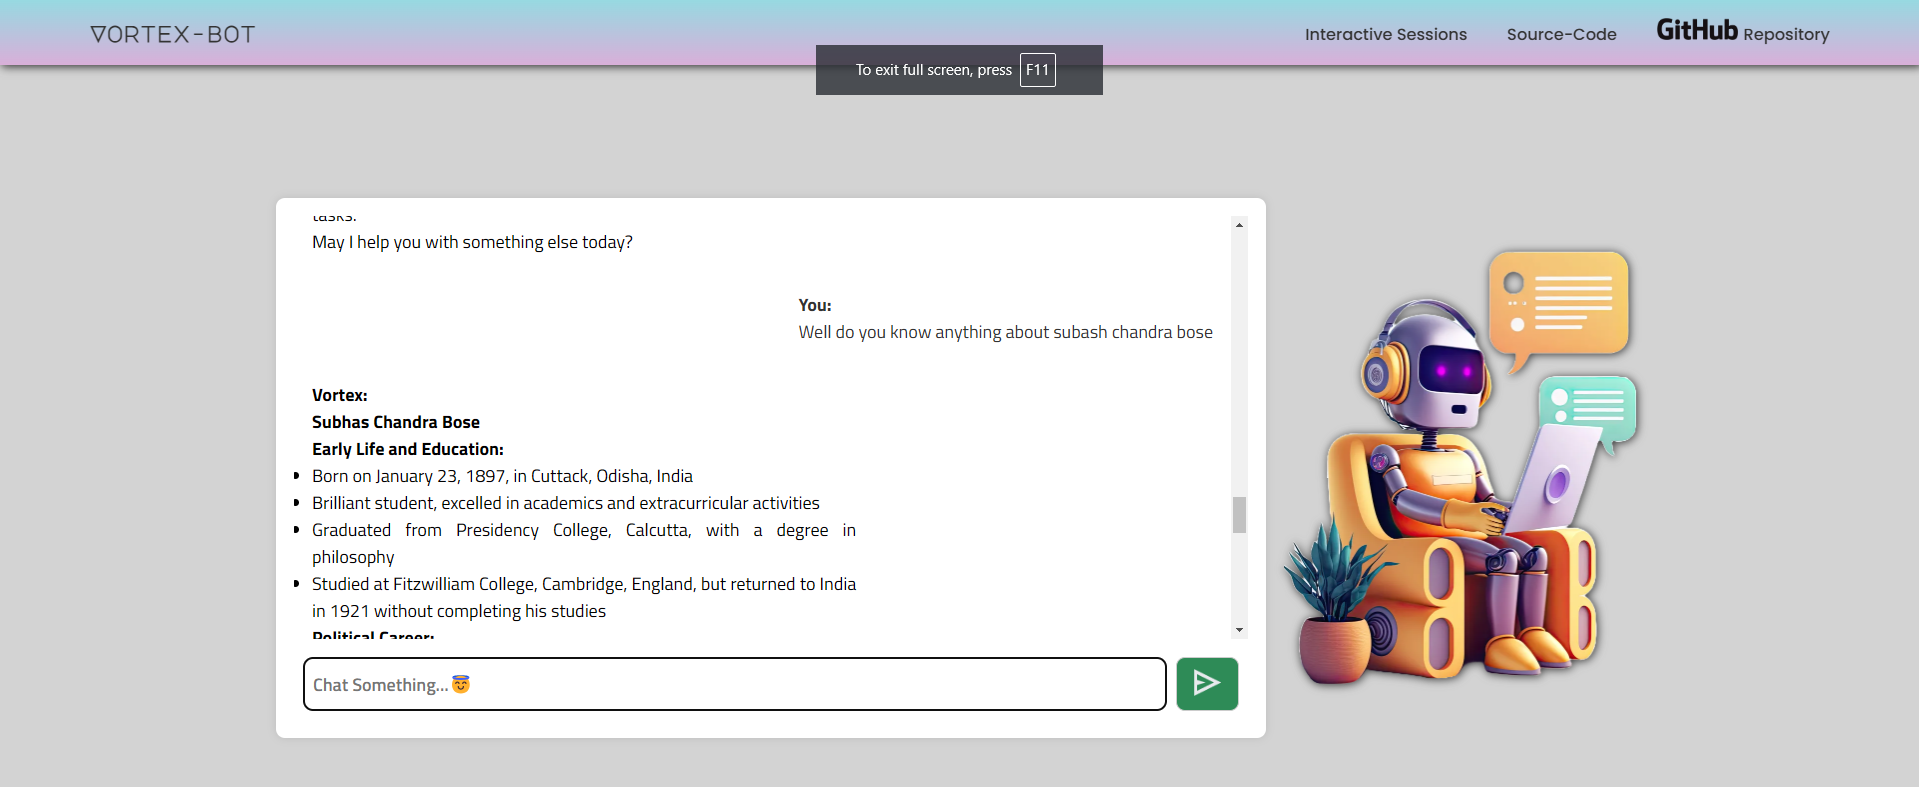 VORTEX-BOT
Interactive Sessions
Source-Code
GitHub Repository
To exit full screen, press F11
tasks.
May I help you with something else today?
You:
Well do you know anything about subash chandra bose
Vortex:
Subhas Chandra Bose
Early Life and Education:
Born on January 23, 1897, in Cuttack, Odisha, India
Brilliant student, excelled in academics and extracurricular activities
Graduated from Presidency College, Calcutta, with a degree in
philosophy
Studied at Fitzwilliam College, Cambridge, England, but returned to India
in 1921 without completing his studies
Political Career:
Chat Something...😇